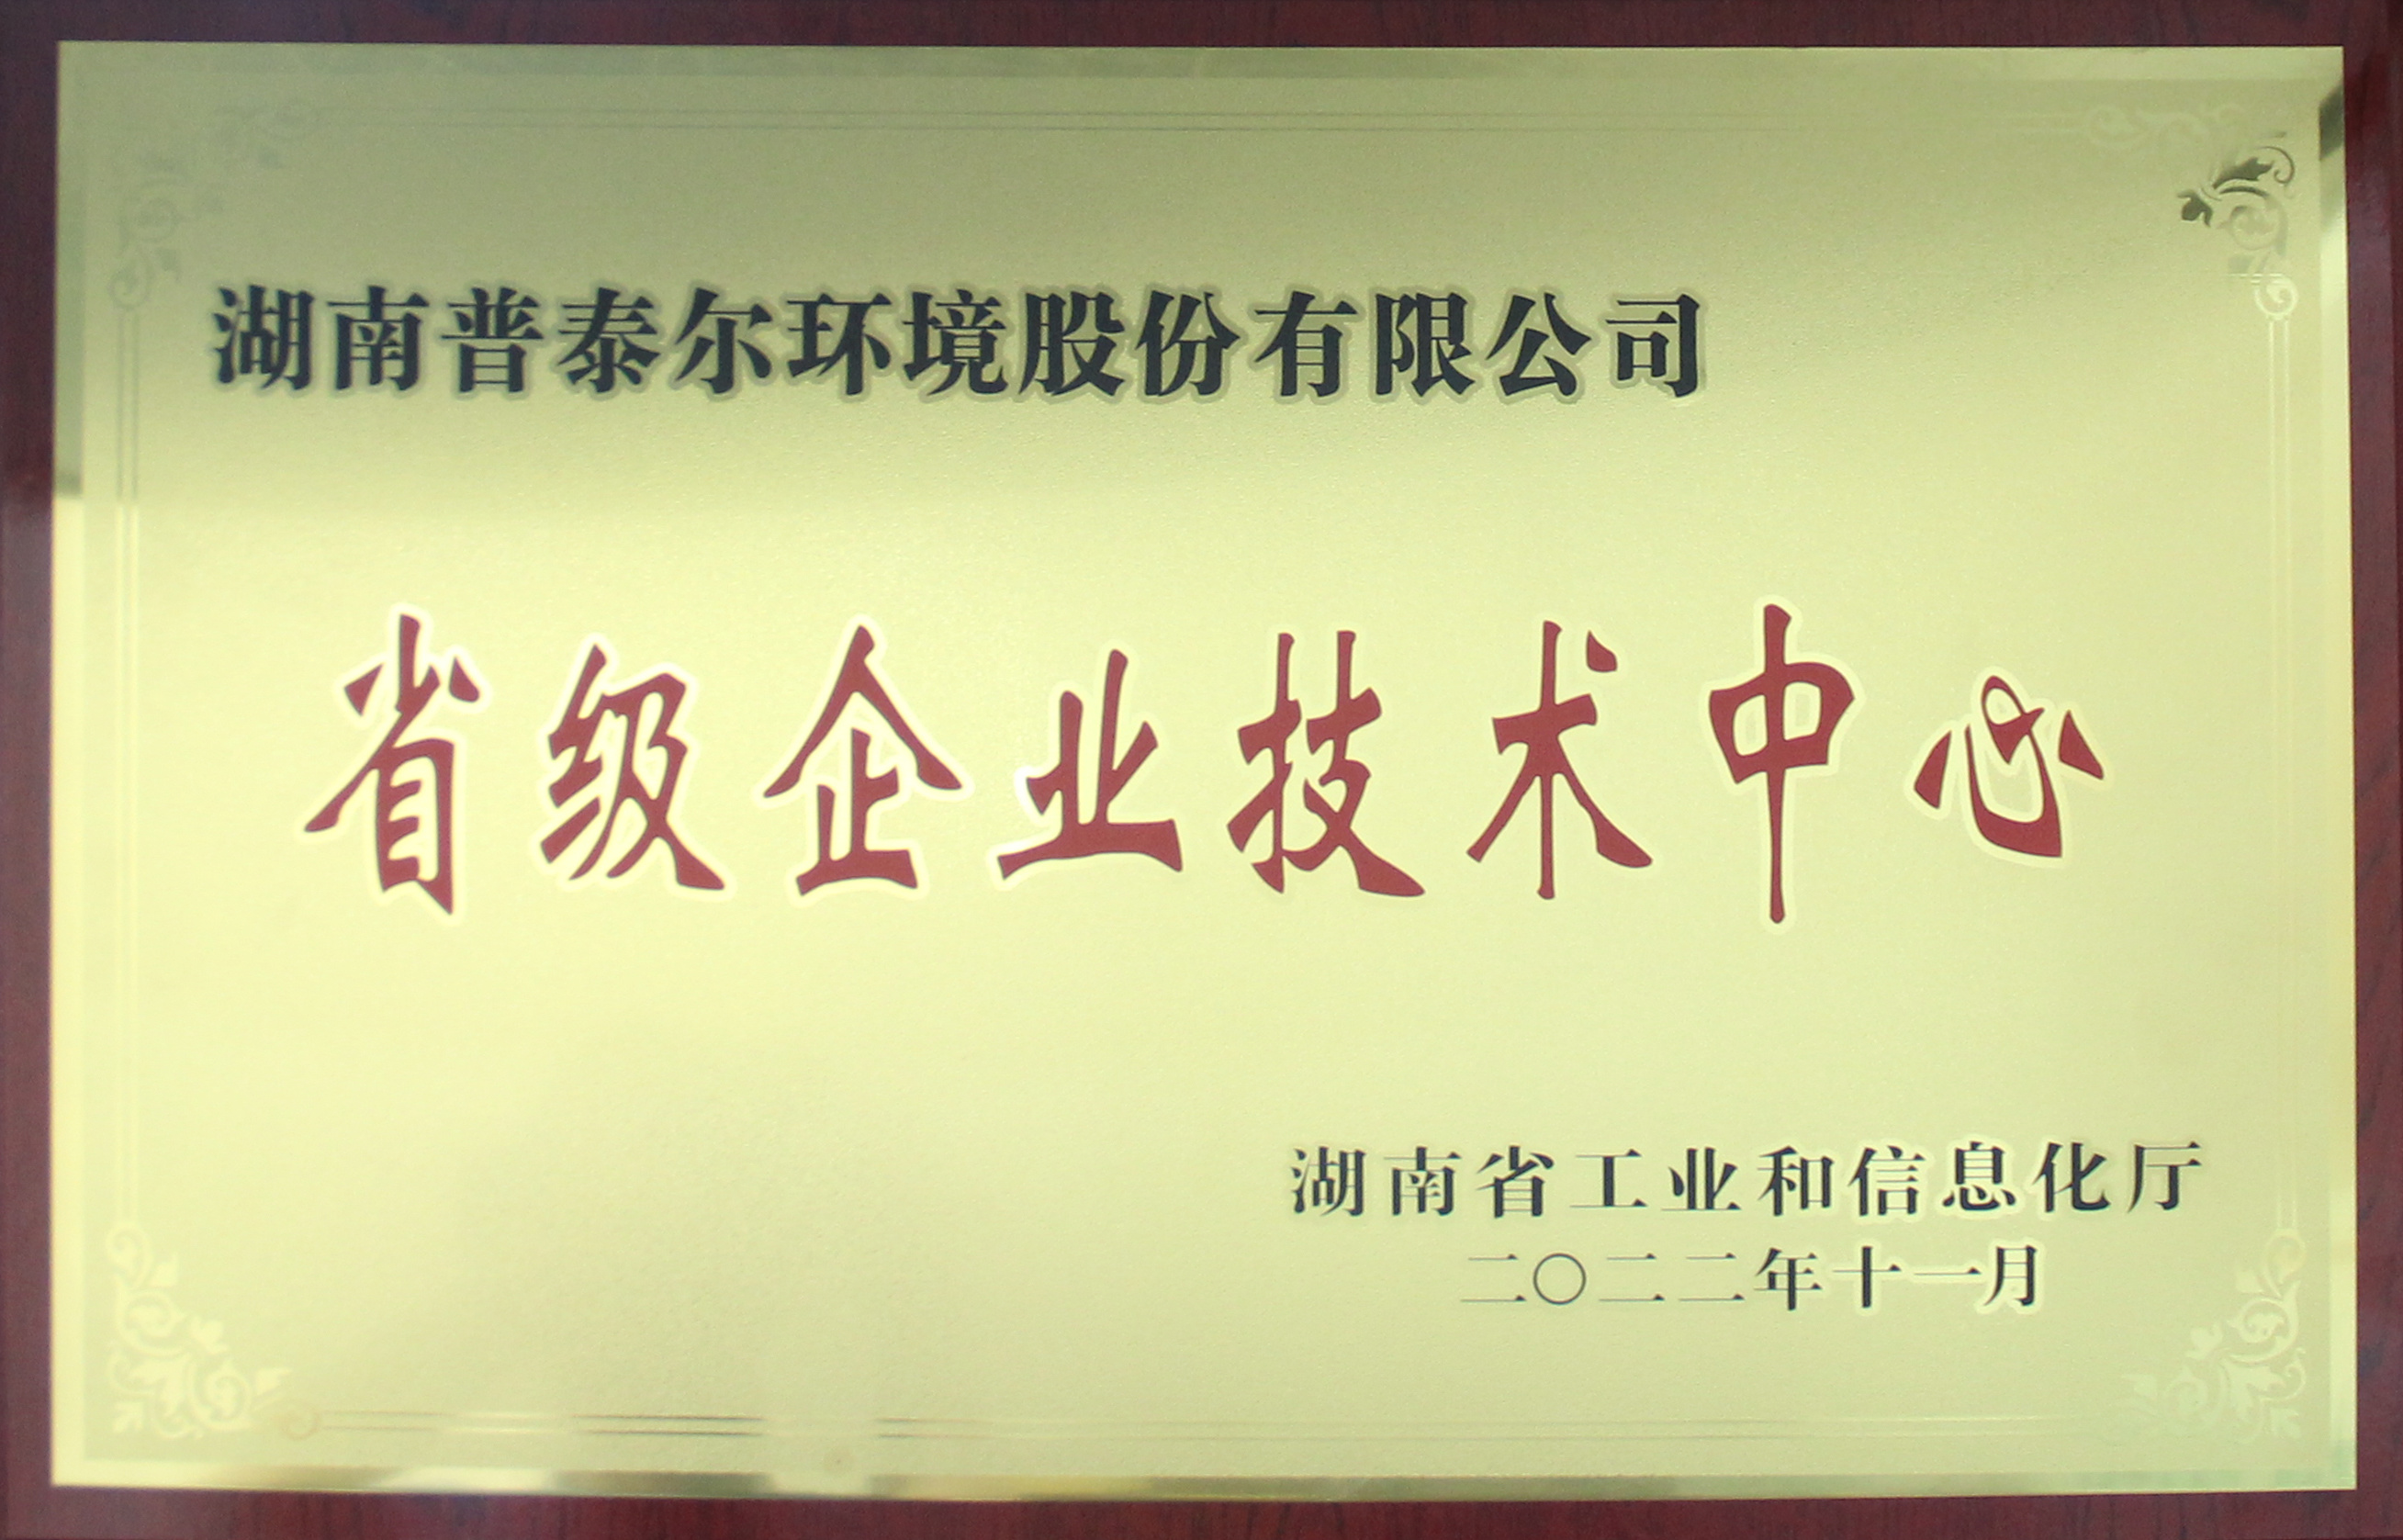 湖南普泰尔环境股份有限公司
省级企业技术中心
湖南省工业和信息化厅
二〇二二年十一月